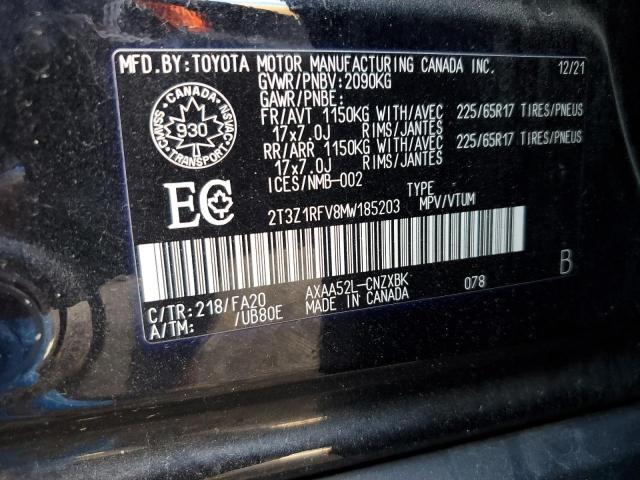 MFD.BY:TOYOTA MOTOR MANUFACTURING CANADA INC. 12/21
GVWR/PNBV:2090KG
GAWR/PNBE:
FR/AVT 1150KG WITH/AVEC 225/65R17 TIRES/PNEUS
17x7.0J RIMS/JANTES
RR/ARR 1150KG WITH/AVEC 225/65R17 TIRES/PNEUS
17x7.0J RIMS/JANTES
ICES/NMB-002
CANADA
CMVSS NSVAC
930
TRANSPORT
EC
TYPE
2T3Z1RFV8MW185203 MPV/VTUM
C/TR:218/FA20 AXAA52L-CNZXBK 078 B
A/TM: /UB80E MADE IN CANADA